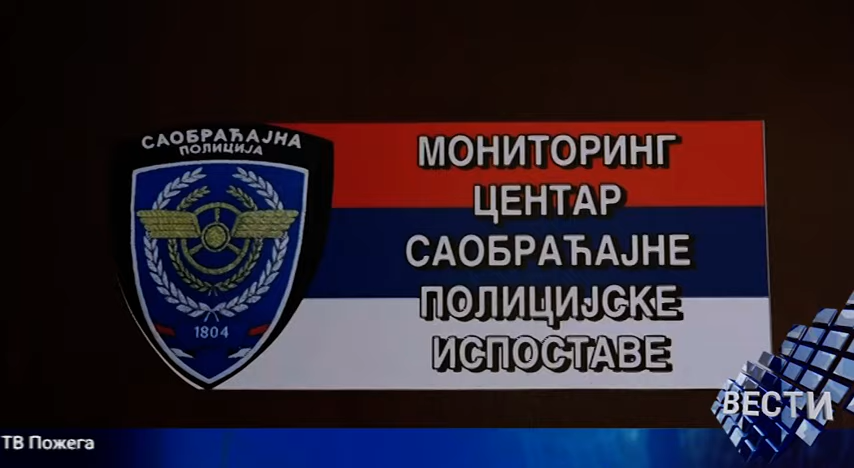 САОБРАЋАЈНА
ПОЛИЦИЈА
1804
МОНИТОРИНГ
ЦЕНТАР
САОБРАЋАЈНЕ
ПОЛИЦИЈСКЕ
ИСПОСТАВЕ
ВЕСТИ
ТВ Пожега